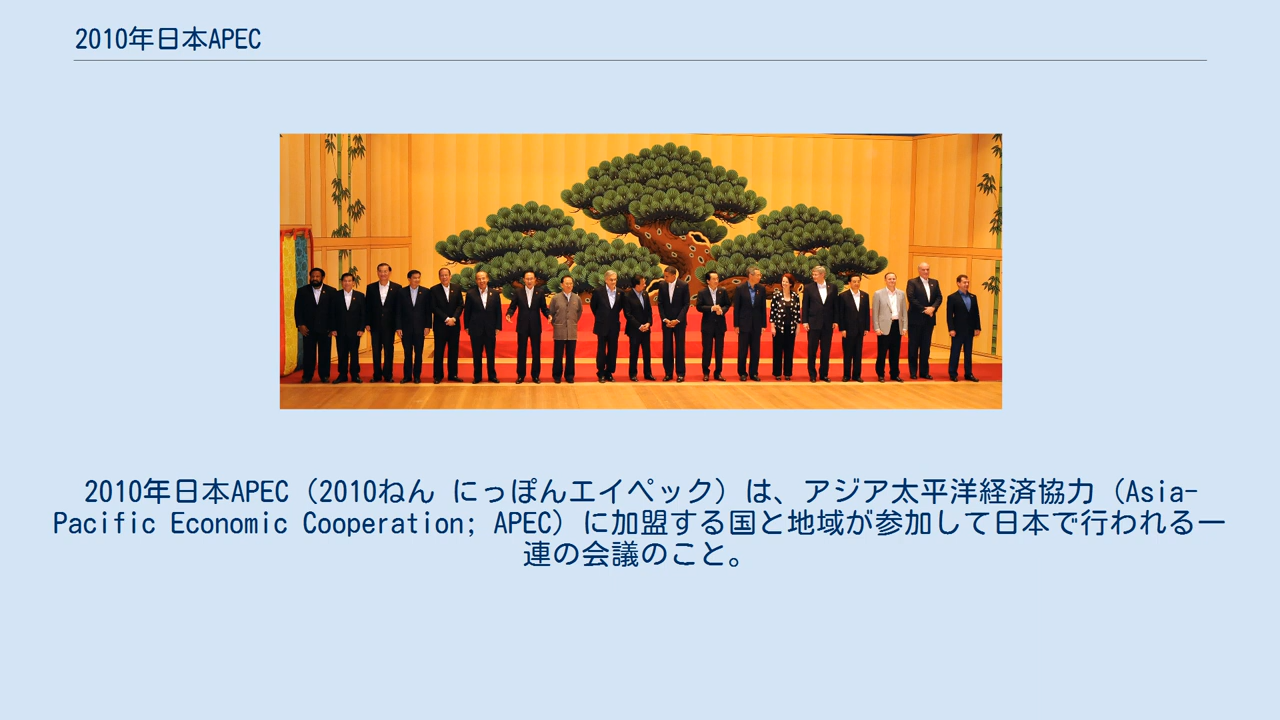 2010年日本APEC
2010年日本APEC（2010ねん にっぽんエイペック）は、アジア太平洋経済協力（Asia-
Pacific Economic Cooperation; APEC）に加盟する国と地域が参加して日本で行われる一
連の会議のこと。